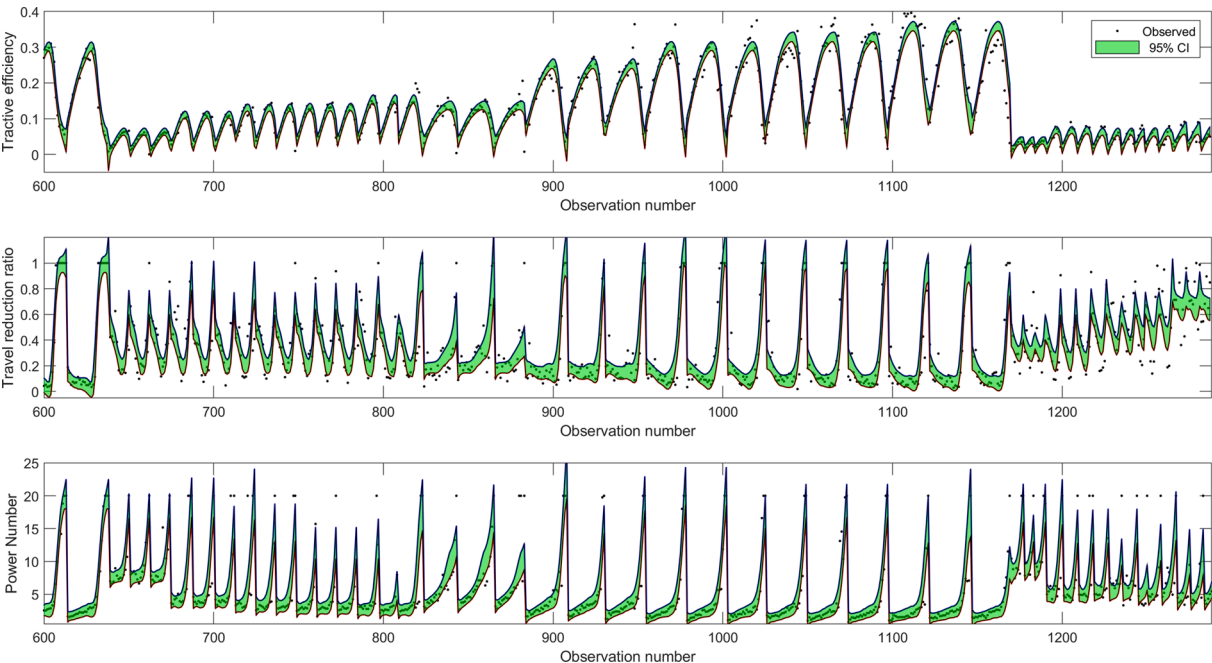 Tractive efficiency
0.4
0.3
0.2
0.1
0
Observed
95% CI
600 700 800 900 1000 1100 1200
Observation number
Travel reduction ratio
1
0.8
0.6
0.4
0.2
0
600 700 800 900 1000 1100 1200
Observation number
Power Number
25
20
15
10
5
600 700 800 900 1000 1100 1200
Observation number